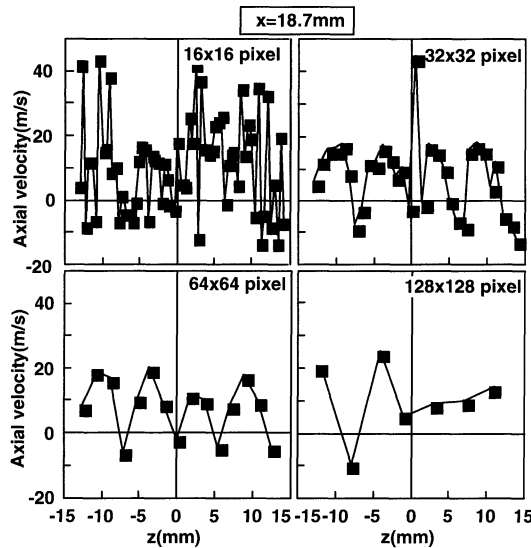 x=18.7mm
16x16 pixel
32x32 pixel
Axial velocity(m/s)
40
20
0
-20
64x64 pixel
128x128 pixel
Axial velocity(m/s)
40
20
0
-20
-15 -10 -5 0 5 10 15
-15 -10 -5 0 5 10 15
z(mm)
z(mm)